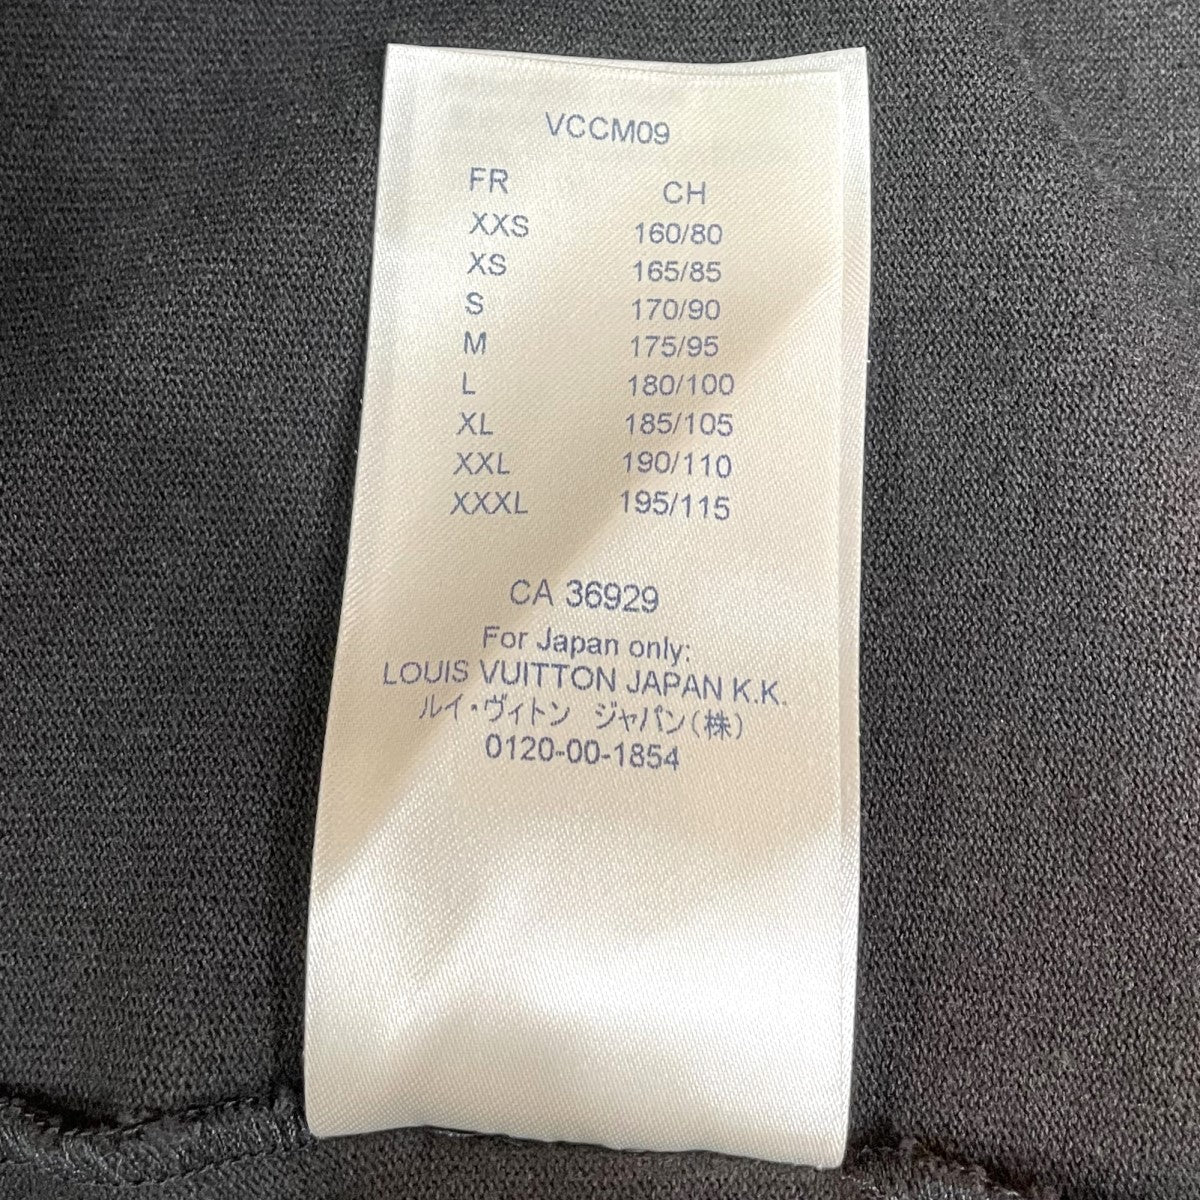 VCCM09
FR CH
XXS 160/80
XS 165/85
S 170/90
M 175/95
L 180/100
XL 185/105
XXL 190/110
XXXL 195/115
CA 36929
For Japan only:
LOUIS VUITTON JAPAN K.K.
ルイ・ヴィトン ジャパン(株)
0120-00-1854